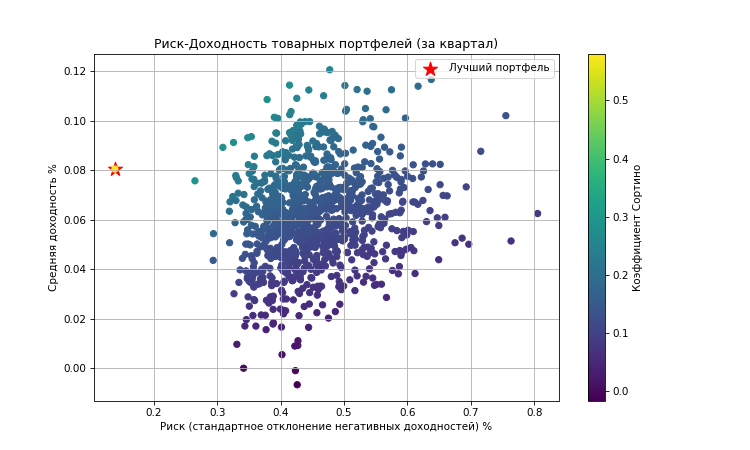 Риск-Доходность товарных портфелей (за квартал)
Лучший портфель
Средняя доходность %
0.12
0.10
0.08
0.06
0.04
0.02
0.00
0.2 0.3 0.4 0.5 0.6 0.7 0.8
Риск (стандартное отклонение негативных доходностей) %
0.5
0.4
0.3
0.2
0.1
0.0
Коэффициент Сортино